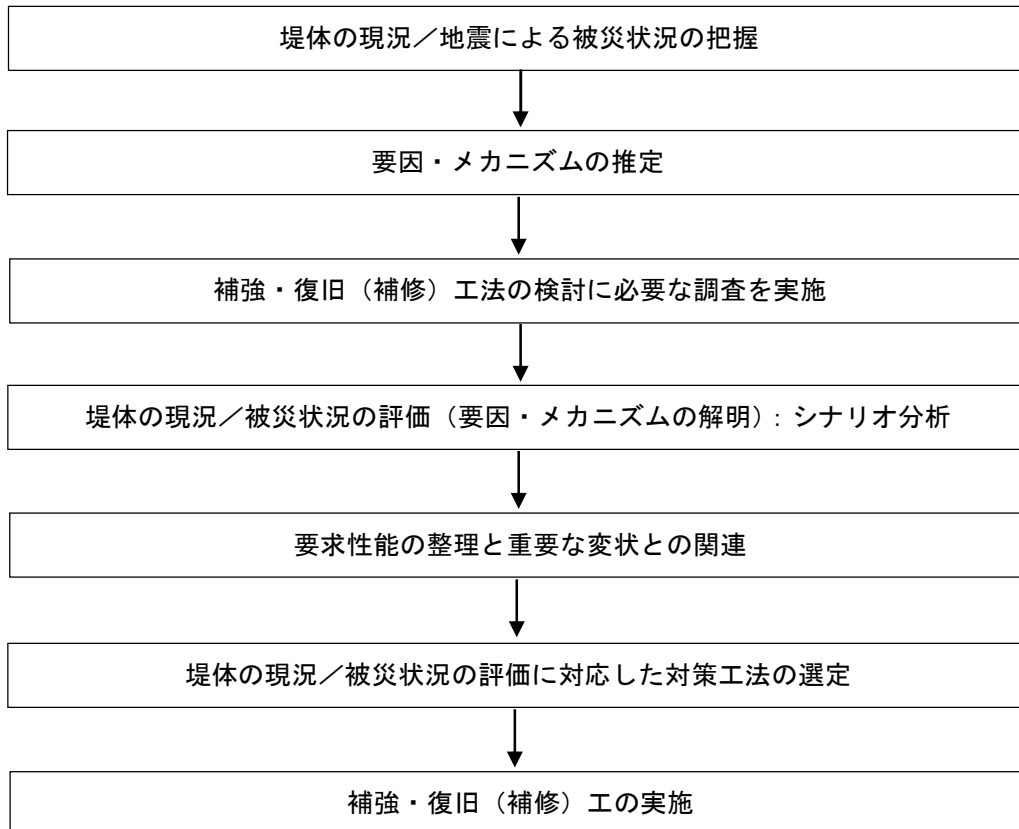 堤体の現況／地震による被災状況の把握
要因・メカニズムの推定
補強・復旧（補修）工法の検討に必要な調査を実施
堤体の現況／被災状況の評価（要因・メカニズムの解明）：シナリオ分析
要求性能の整理と重要な変状との関連
堤体の現況／被災状況の評価に対応した対策工法の選定
補強・復旧（補修）工の実施